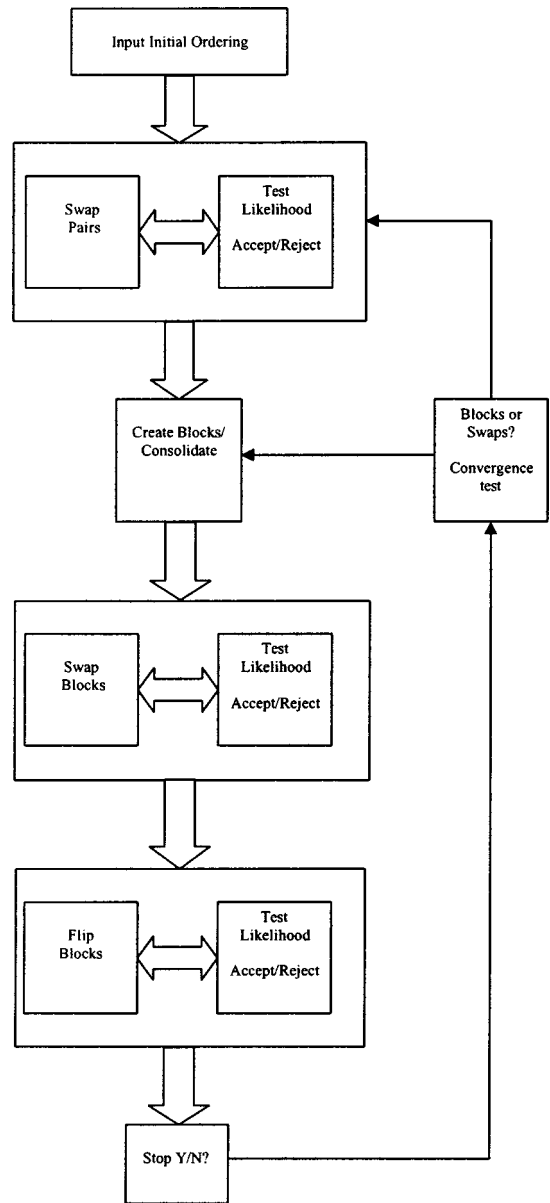 Input Initial Ordering
Swap
Pairs
Test
Likelihood
Accept/Reject
Create Blocks/
Consolidate
Blocks or
Swaps?
Convergence
test
Swap
Blocks
Test
Likelihood
Accept/Reject
Flip
Blocks
Test
Likelihood
Accept/Reject
Stop Y/N?